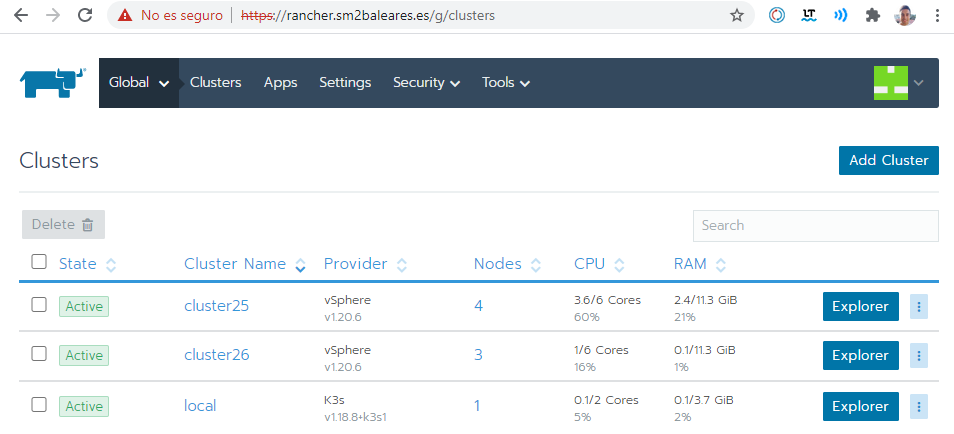 No es seguro | https://rancher.sm2baleares.es/g/clusters
Global Clusters Apps Settings Security Tools
Clusters
Add Cluster
Delete
Search
State Cluster Name Provider Nodes CPU RAM
Active cluster25 vSphere 4 3.6/6 Cores 2.4/11.3 GiB Explorer
v1.20.6 60% 21%
Active cluster26 vSphere 3 1/6 Cores 0.1/11.3 GiB Explorer
v1.20.6 16% 1%
Active local K3s 1 0.1/2 Cores 0.1/3.7 GiB Explorer
v1.18.8+k3s1 5% 2%